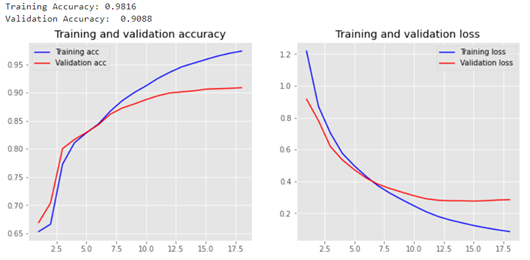 Training Accuracy: 0.9816
Validation Accuracy:  0.9088
Training and validation accuracy
Training acc
Validation acc
0.95
0.90
0.85
0.80
0.75
0.70
0.65
2.5 5.0 7.5 10.0 12.5 15.0 17.5
Training and validation loss
Training loss
Validation loss
1.2
1.0
0.8
0.6
0.4
0.2
2.5 5.0 7.5 10.0 12.5 15.0 17.5